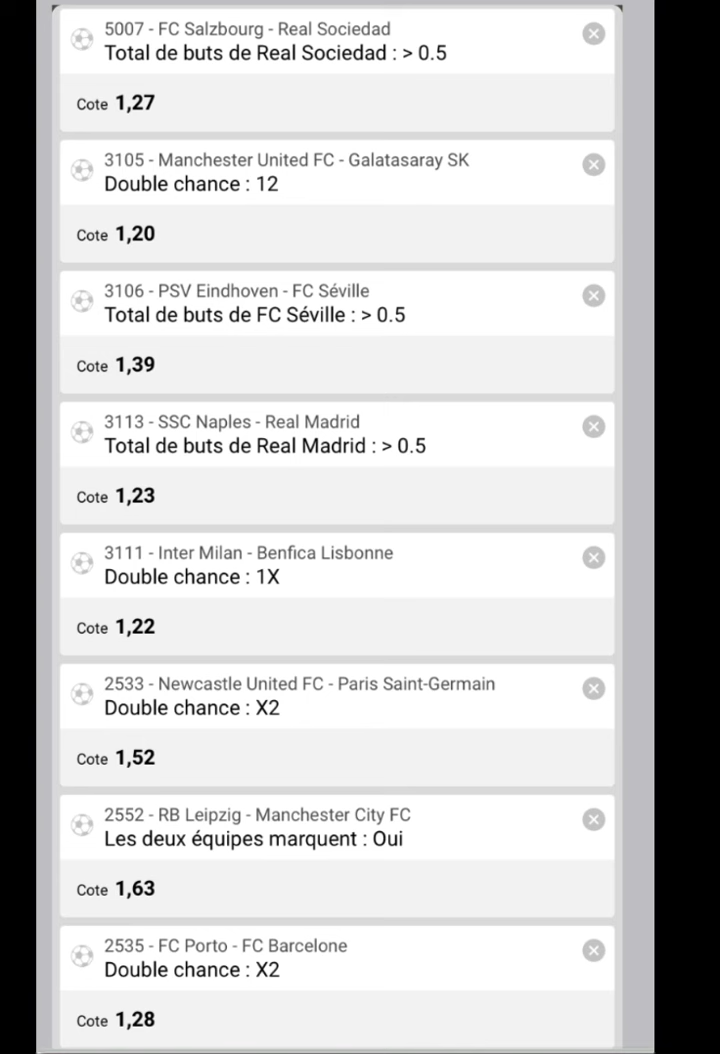 5007 - FC Salzbourg - Real Sociedad
Total de buts de Real Sociedad : > 0.5
Cote 1,27
3105 - Manchester United FC - Galatasaray SK
Double chance : 12
Cote 1,20
3106 - PSV Eindhoven - FC Séville
Total de buts de FC Séville : > 0.5
Cote 1,39
3113 - SSC Naples - Real Madrid
Total de buts de Real Madrid : > 0.5
Cote 1,23
3111 - Inter Milan - Benfica Lisbonne
Double chance : 1X
Cote 1,22
2533 - Newcastle United FC - Paris Saint-Germain
Double chance : X2
Cote 1,52
2552 - RB Leipzig - Manchester City FC
Les deux équipes marquent : Oui
Cote 1,63
2535 - FC Porto - FC Barcelone
Double chance : X2
Cote 1,28